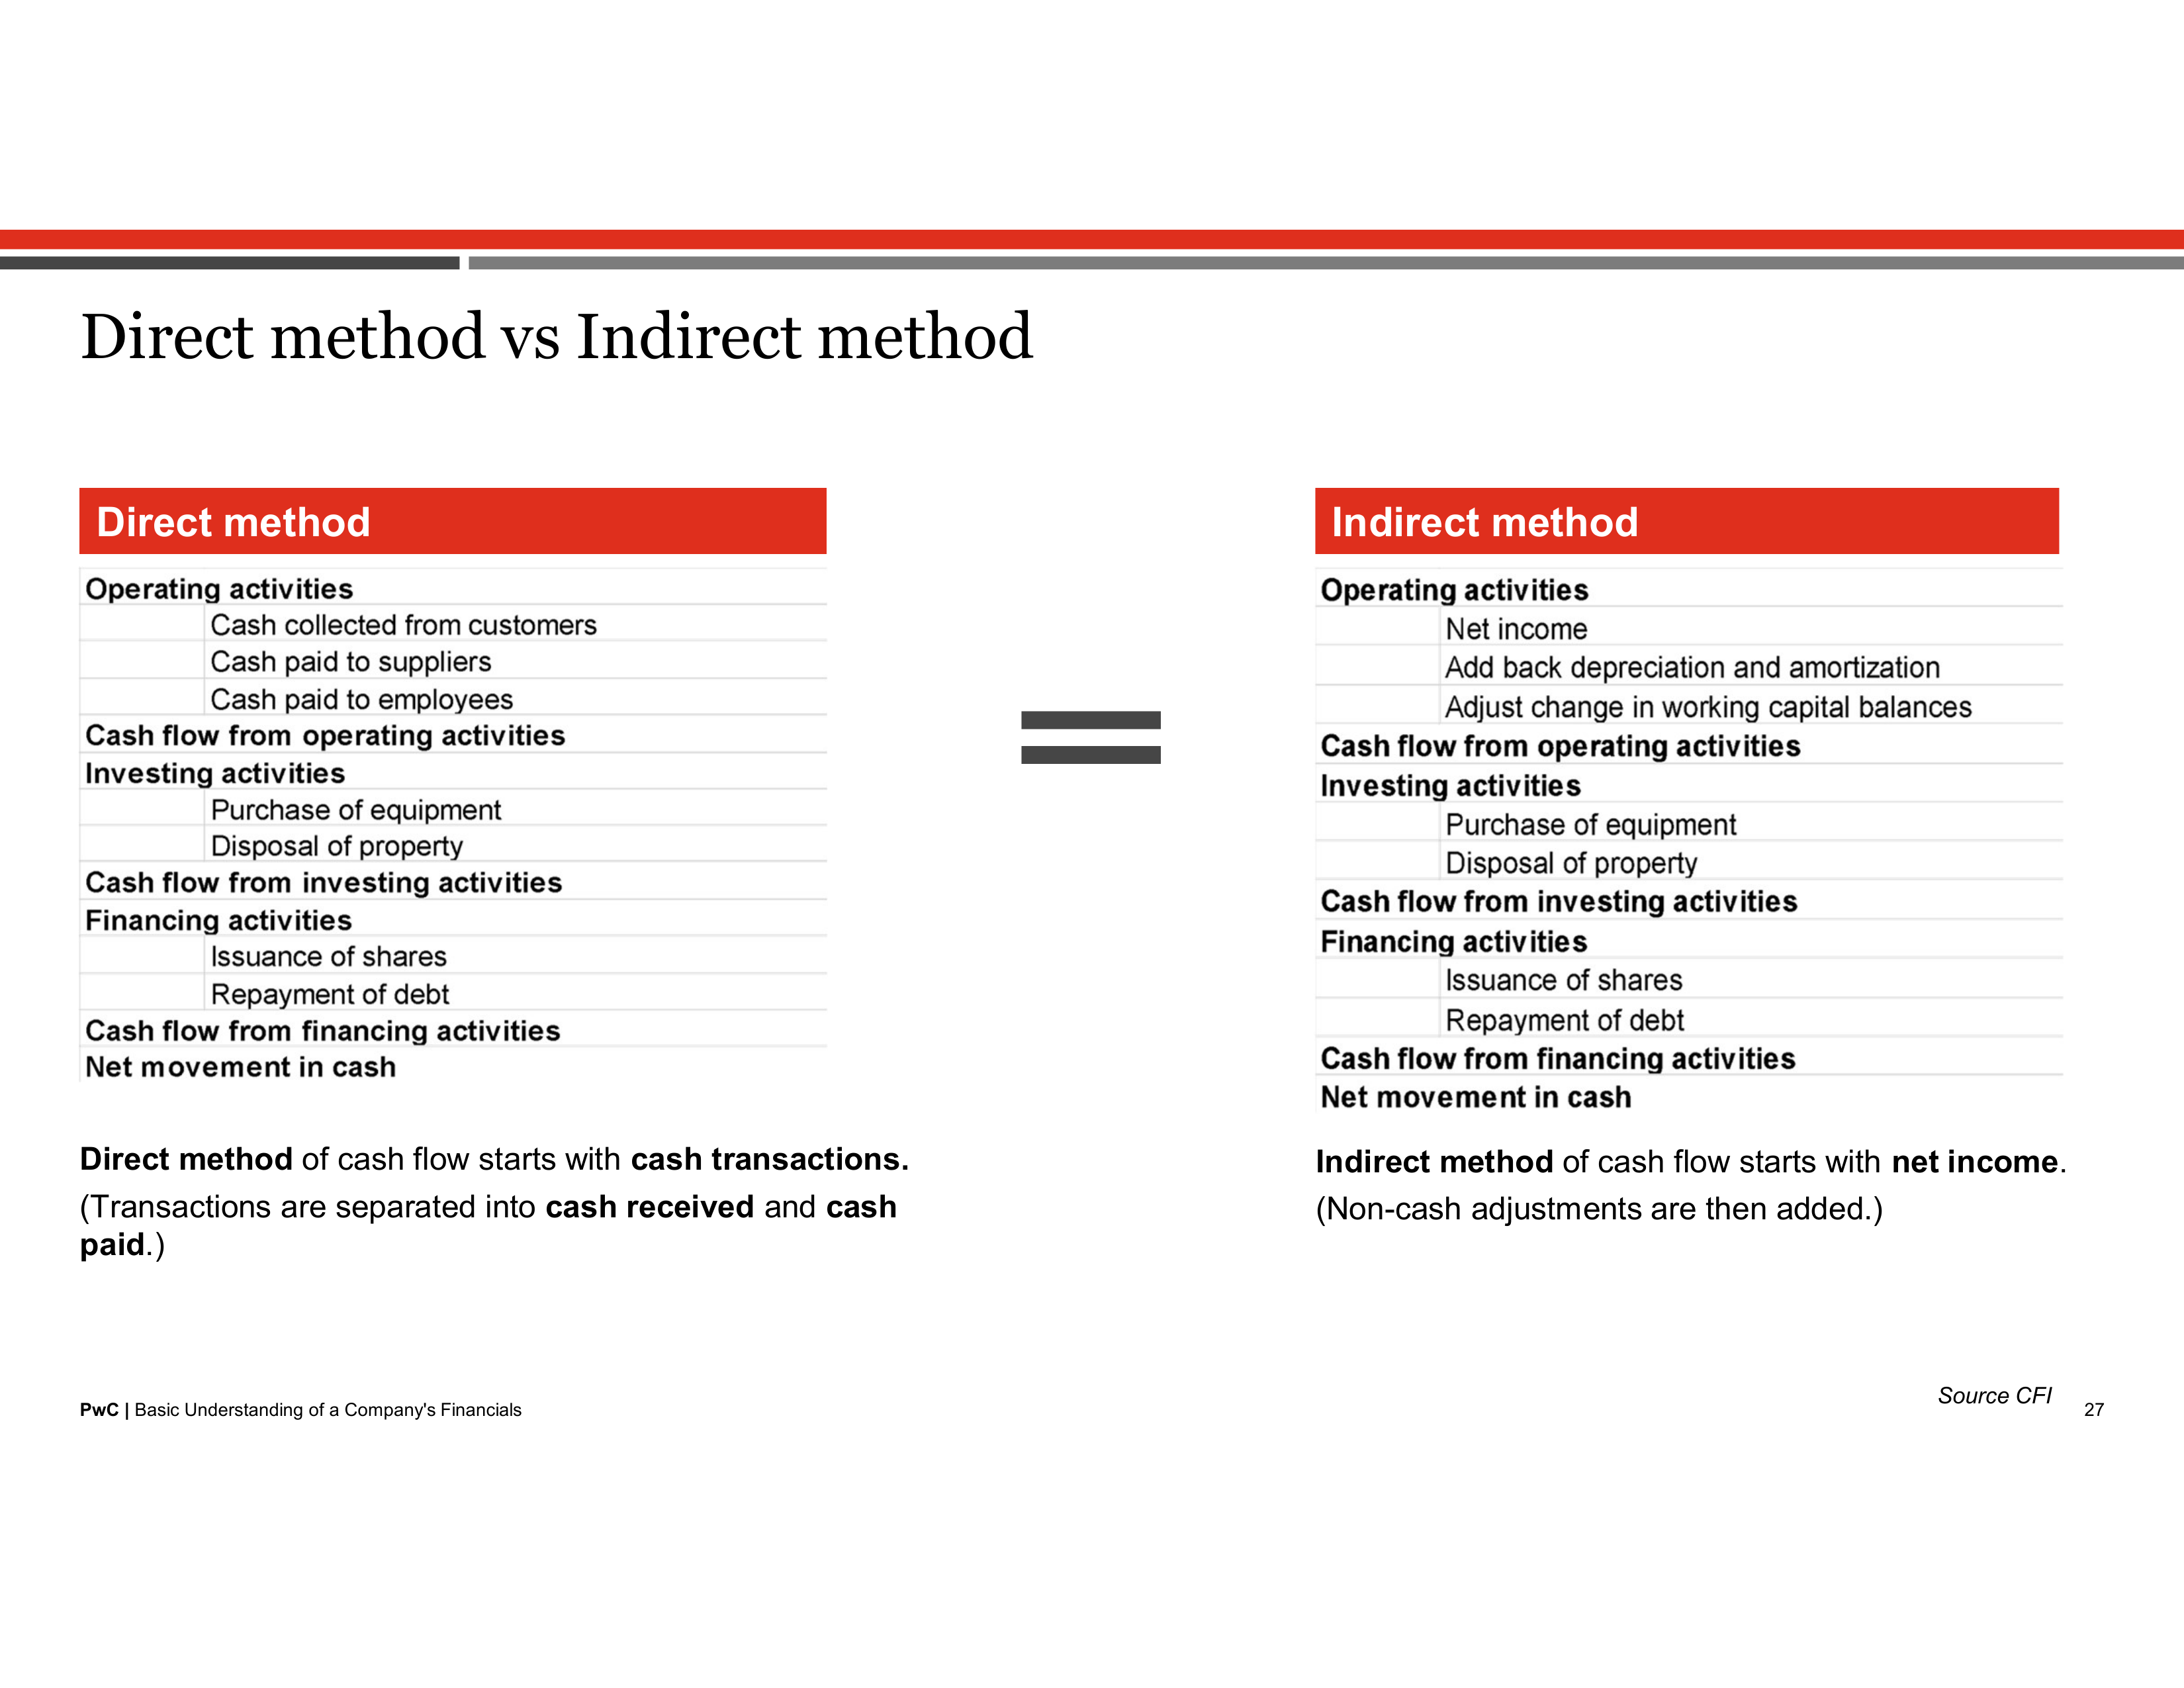 Direct method vs Indirect method
Direct method
Operating activities
Cash collected from customers
Cash paid to suppliers
Cash paid to employees
Cash flow from operating activities
Investing activities
Purchase of equipment
Disposal of property
Cash flow from investing activities
Financing activities
Issuance of shares
Repayment of debt
Cash flow from financing activities
Net movement in cash
Direct method of cash flow starts with cash transactions.
(Transactions are separated into cash received and cash
paid.)
=
Indirect method
Operating activities
Net income
Add back depreciation and amortization
Adjust change in working capital balances
Cash flow from operating activities
Investing activities
Purchase of equipment
Disposal of property
Cash flow from investing activities
Financing activities
Issuance of shares
Repayment of debt
Cash flow from financing activities
Net movement in cash
Indirect method of cash flow starts with net income.
(Non-cash adjustments are then added.)
Source CFI
PwC | Basic Understanding of a Company's Financials
27